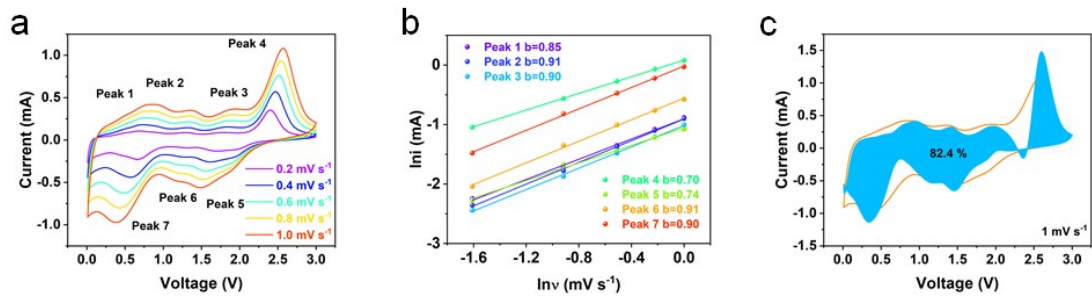 a
Current (mA)
1.0
0.5
0.0
-0.5
-1.0
Peak 1
Peak 2
Peak 3
Peak 4
Peak 7
Peak 6
Peak 5
0.2 mV s⁻¹
0.4 mV s⁻¹
0.6 mV s⁻¹
0.8 mV s⁻¹
1.0 mV s⁻¹
0.0 0.5 1.0 1.5 2.0 2.5 3.0
Voltage (V)
b
lni (mA)
0
-1
-2
-3
Peak 1 b=0.85
Peak 2 b=0.91
Peak 3 b=0.90
Peak 4 b=0.70
Peak 5 b=0.74
Peak 6 b=0.91
Peak 7 b=0.90
-1.6 -1.2 -0.8 -0.4 0.0
lnν (mV s⁻¹)
c
Current (mA)
1.5
1.0
0.5
0.0
-0.5
-1.0
-1.5
82.4 %
1 mV s⁻¹
0.0 0.5 1.0 1.5 2.0 2.5 3.0
Voltage (V)